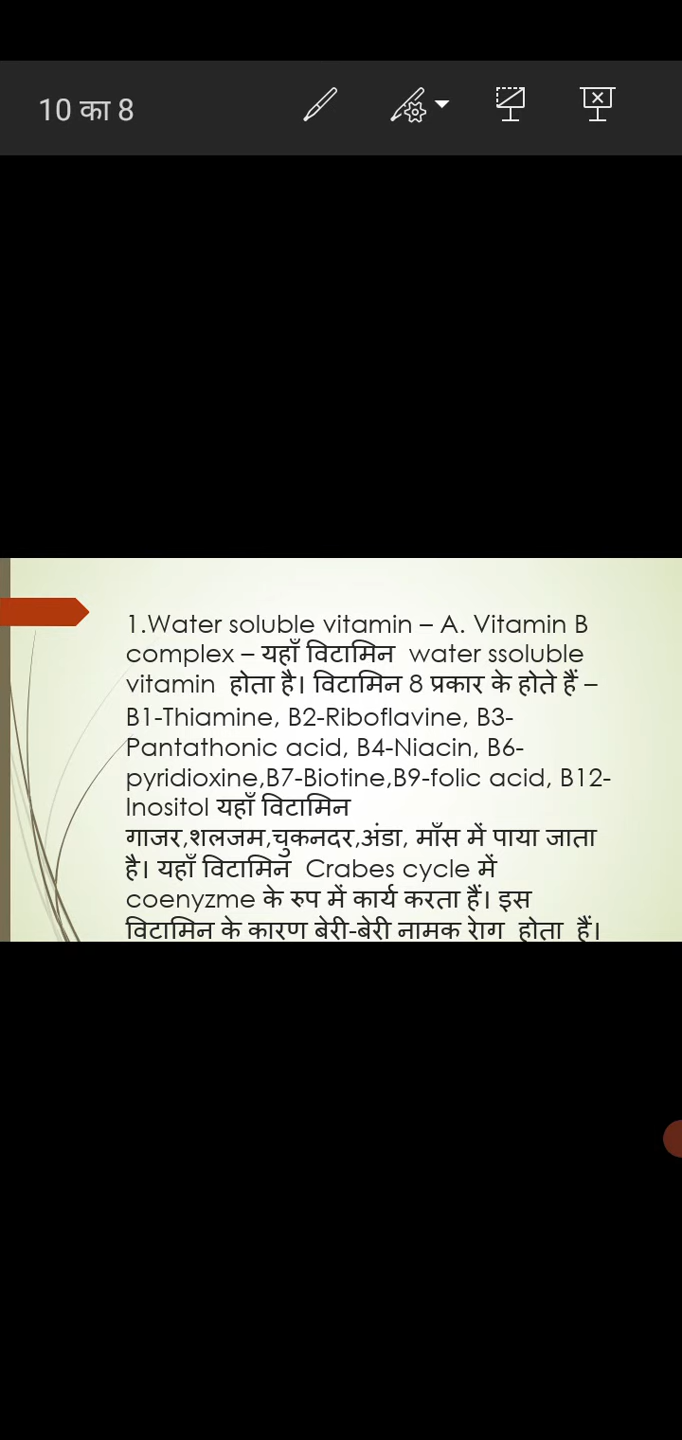 10 का 8
1.Water soluble vitamin – A. Vitamin B
complex – यहाँ विटामिन water ssoluble
vitamin होता है। विटामिन 8 प्रकार के होते हैं –
B1-Thiamine, B2-Riboflavine, B3-
Pantathonic acid, B4-Niacin, B6-
pyridioxine,B7-Biotine,B9-folic acid, B12-
Inositol यहाँ विटामिन
गाजर,शलजम,चुकनदर,अंडा, माँस में पाया जाता
है। यहाँ विटामिन Crabes cycle में
coenyzme के रुप में कार्य करता हैं। इस
विटामिन के कारण बेरी-बेरी नामक रेाग होता हैं।